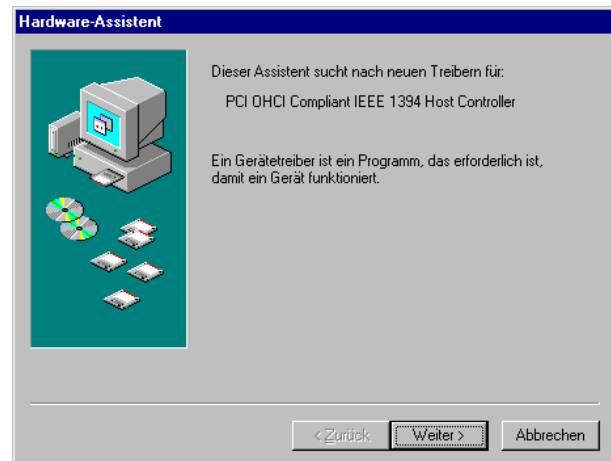 Hardware-Assistent
Dieser Assistent sucht nach neuen Treibern für:
PCI OHCI Compliant IEEE 1394 Host Controller
Ein Gerätetreiber ist ein Programm, das erforderlich ist,
damit ein Gerät funktioniert.
< Zurück Weiter > Abbrechen